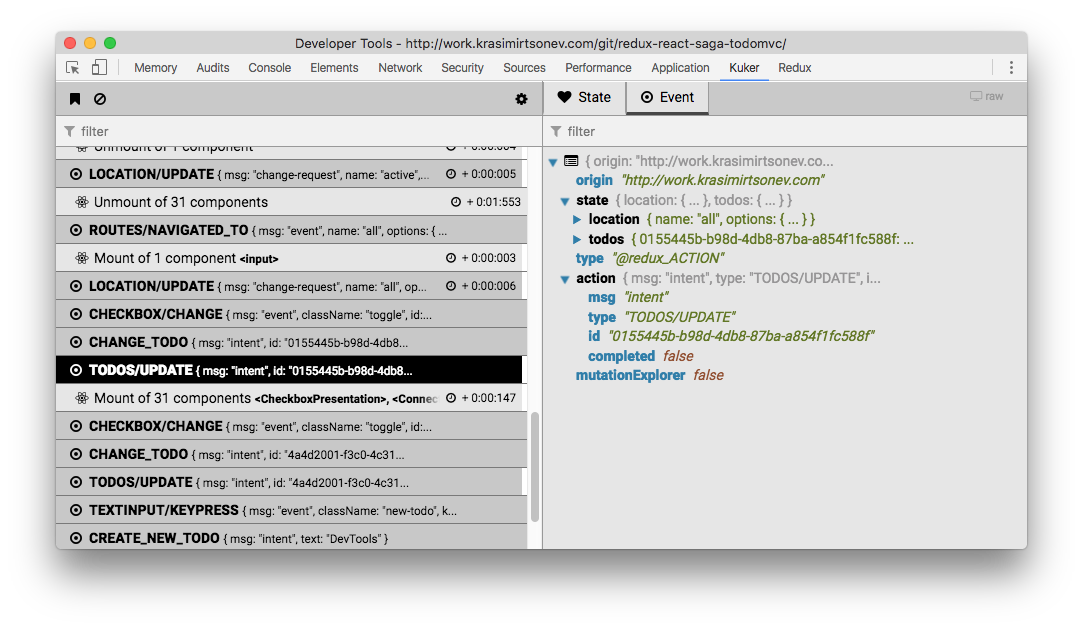 Developer Tools - http://work.krasimirtsonev.com/git/redux-react-saga-todomvc/
Memory Audits Console Elements Network Security Sources Performance Application Kuker Redux
State Event raw
filter
Unmount of 1 component + 0:00:004
LOCATION/UPDATE { msg: "change-request", name: "active",... + 0:00:005
Unmount of 31 components + 0:01:553
ROUTES/NAVIGATED_TO { msg: "event", name: "all", options: { ...
Mount of 1 component <input> + 0:00:003
LOCATION/UPDATE { msg: "change-request", name: "all", op... + 0:00:006
CHECKBOX/CHANGE { msg: "event", className: "toggle", id:...
CHANGE_TODO { msg: "intent", id: "0155445b-b98d-4db8...
TODOS/UPDATE { msg: "intent", id: "0155445b-b98d-4db8...
Mount of 31 components <CheckboxPresentation>, <Connec + 0:00:147
CHECKBOX/CHANGE { msg: "event", className: "toggle", id:...
CHANGE_TODO { msg: "intent", id: "4a4d2001-f3c0-4c31...
TODOS/UPDATE { msg: "intent", id: "4a4d2001-f3c0-4c31...
TEXTINPUT/KEYPRESS { msg: "event", className: "new-todo", k...
CREATE_NEW_TODO { msg: "intent", text: "DevTools" }
filter
{ origin: "http://work.krasimirtsonev.co...
origin "http://work.krasimirtsonev.com"
state { location: { ... }, todos: { ... } }
location { name: "all", options: { ... } }
todos { 0155445b-b98d-4db8-87ba-a854f1fc588f: ...
type "@redux_ACTION"
action { msg: "intent", type: "TODOS/UPDATE", i...
msg "intent"
type "TODOS/UPDATE"
id "0155445b-b98d-4db8-87ba-a854f1fc588f"
completed false
mutationExplorer false